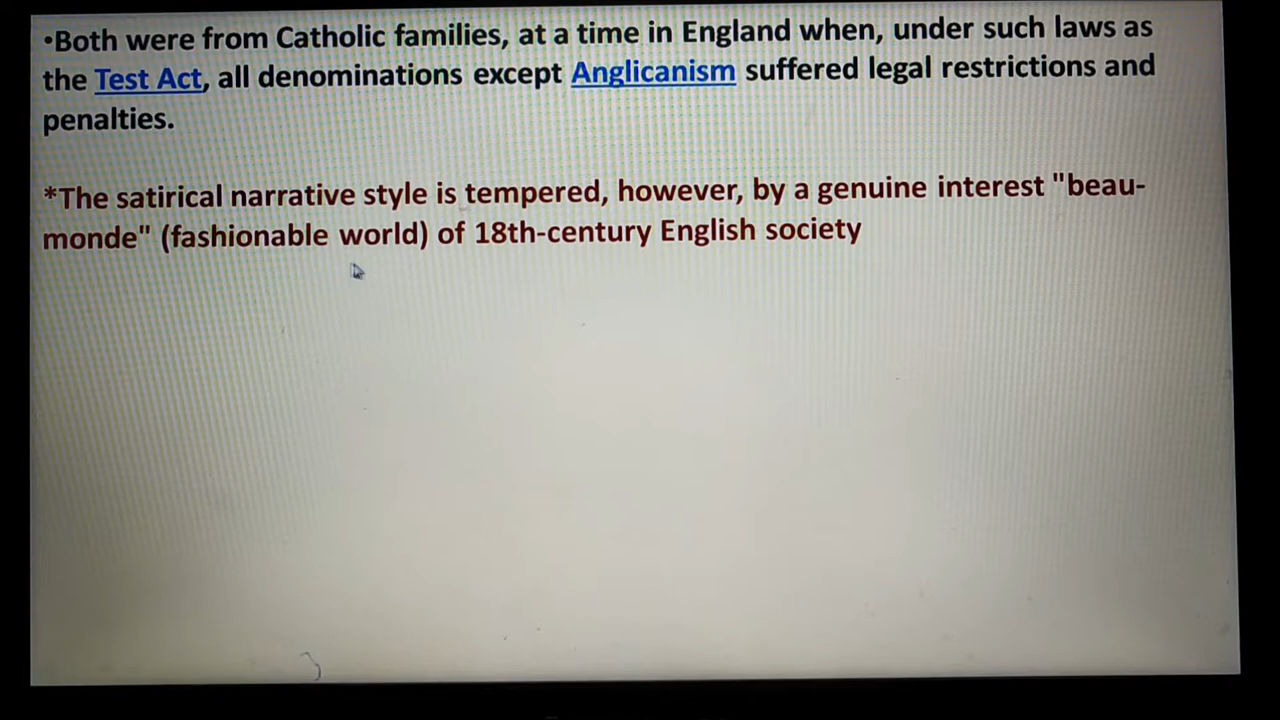 •Both were from Catholic families, at a time in England when, under such laws as
the Test Act, all denominations except Anglicanism suffered legal restrictions and
penalties.
*The satirical narrative style is tempered, however, by a genuine interest "beau-
monde" (fashionable world) of 18th-century English society